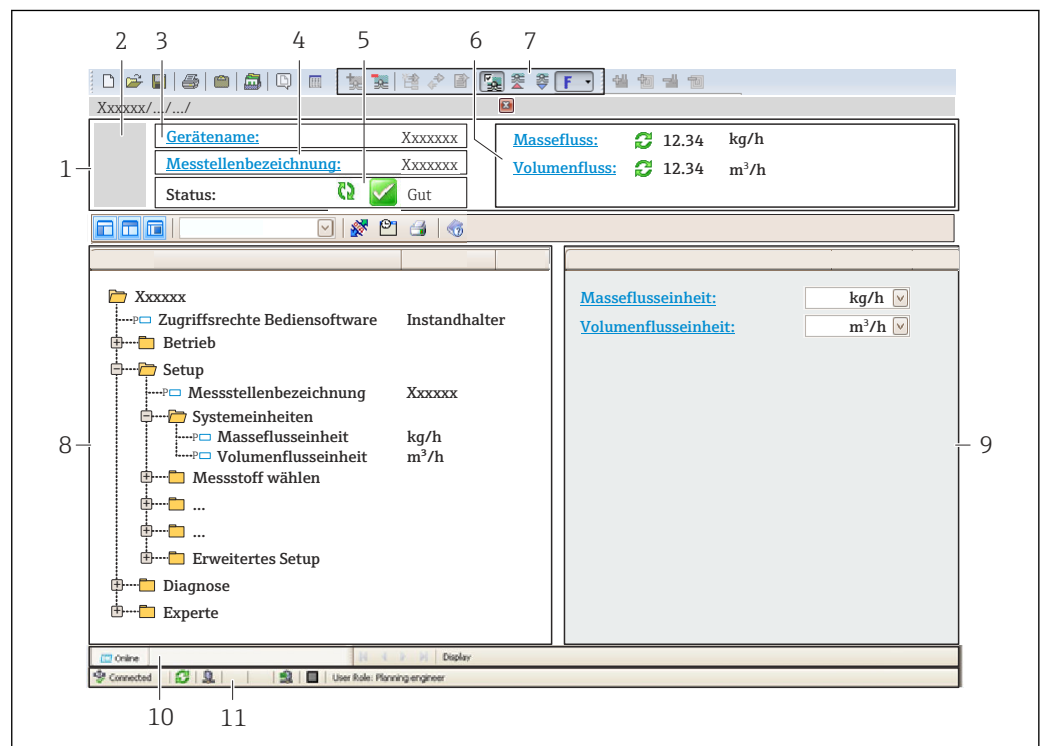 2 3 4 5 6 7
F
Xxxxxx/.../.../
1
Gerätename: Xxxxxxx
Messtellenbezeichnung: Xxxxxxx
Status: Gut
Massefluss: 12.34 kg/h
Volumenfluss: 12.34 m³/h
Xxxxxx
P Zugriffsrechte Bediensoftware Instandhalter
Betrieb
Setup
P Messstellenbezeichnung Xxxxxx
Systemeinheiten
P Masseflusseinheit kg/h
P Volumenflusseinheit m³/h
Messstoff wählen
...
...
Erweitertes Setup
Diagnose
Experte
8
Masseflusseinheit: kg/h
Volumenflusseinheit: m³/h
9
Online Display
Connected User Role: Planning engineer
10 11